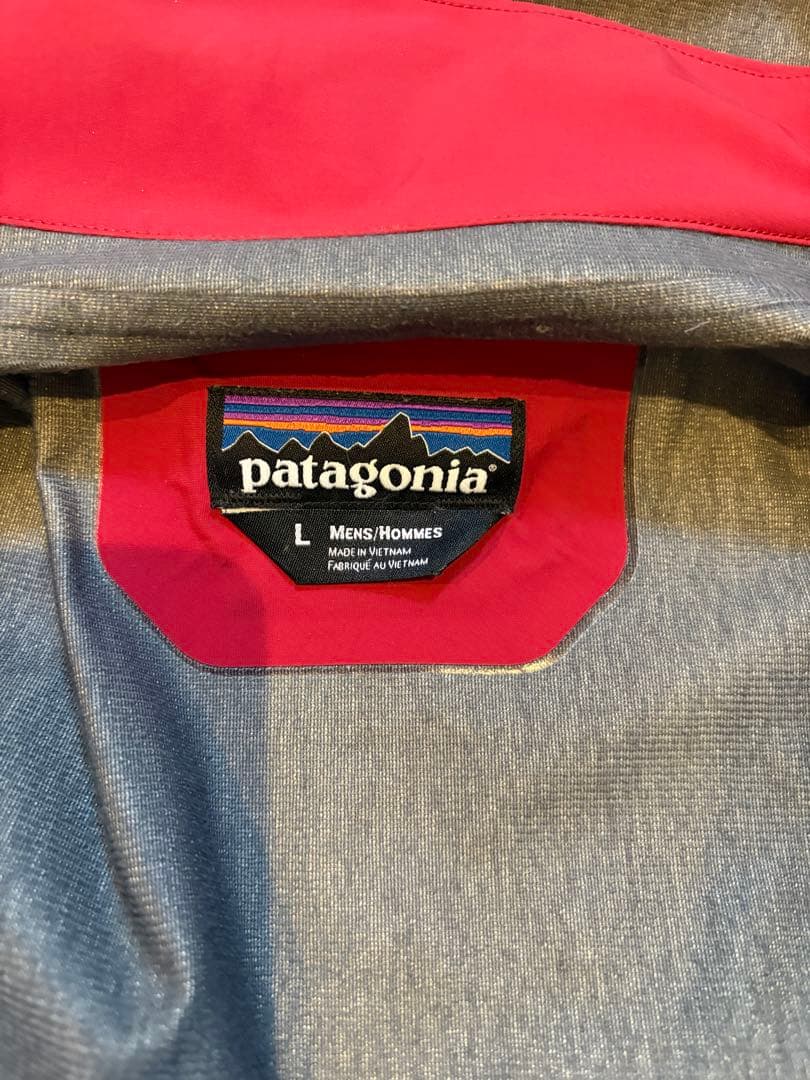 patagonia®
L MENS/HOMMES
MADE IN VIETNAM
FABRIQUÉ AU VIETNAM